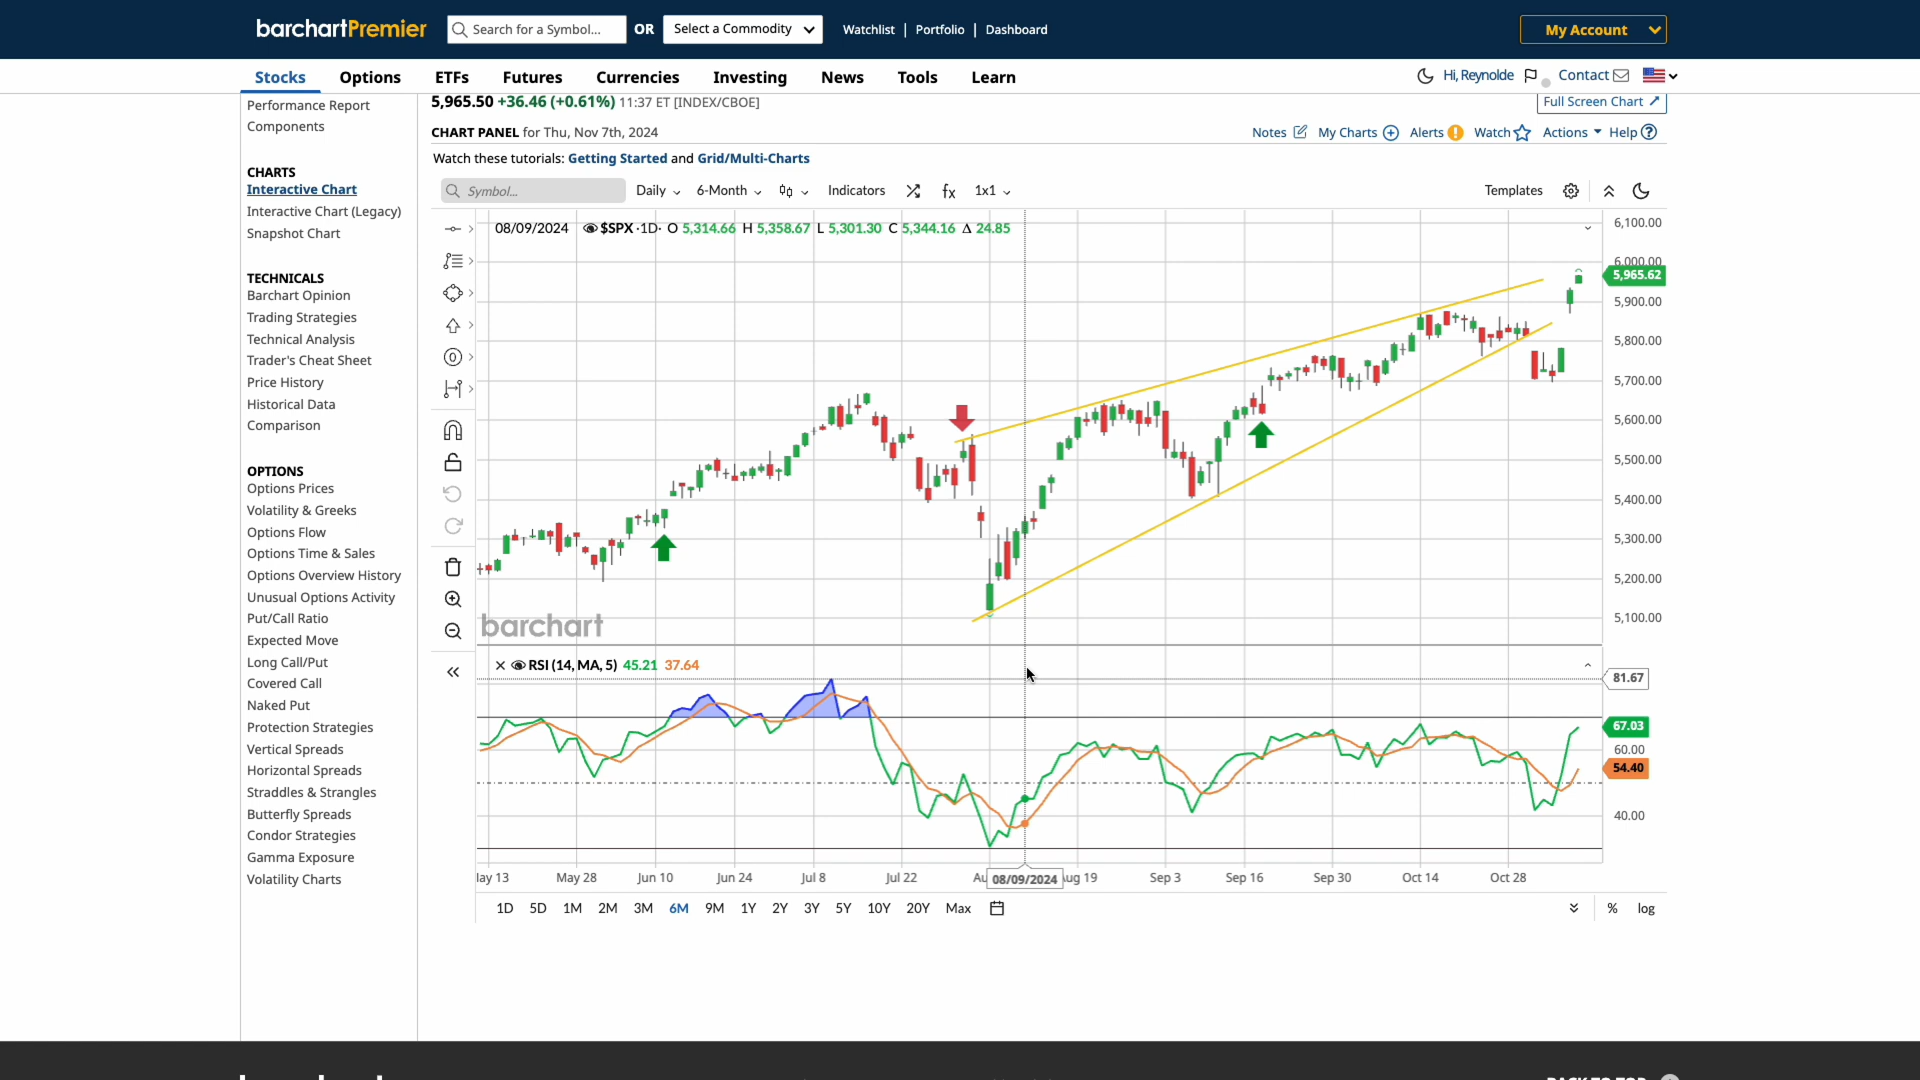 barchartPremier Search for a Symbol... OR Select a Commodity Watchlist | Portfolio | Dashboard My Account
Stocks Options ETFs Futures Currencies Investing News Tools Learn Hi, Reynolde Contact
Performance Report
Components
CHARTS
Interactive Chart
Interactive Chart (Legacy)
Snapshot Chart
TECHNICALS
Barchart Opinion
Trading Strategies
Technical Analysis
Trader's Cheat Sheet
Price History
Historical Data
Comparison
OPTIONS
Options Prices
Volatility & Greeks
Options Flow
Options Time & Sales
Options Overview History
Unusual Options Activity
Put/Call Ratio
Expected Move
Long Call/Put
Covered Call
Naked Put
Protection Strategies
Vertical Spreads
Horizontal Spreads
Straddles & Strangles
Butterfly Spreads
Condor Strategies
Gamma Exposure
Volatility Charts
5,965.50 +36.46 (+0.61%) 11:37 ET [INDEX/CBOE] Full Screen Chart
CHART PANEL for Thu, Nov 7th, 2024 Notes My Charts Alerts Watch Actions Help
Watch these tutorials: Getting Started and Grid/Multi-Charts
Symbol... Daily 6-Month Indicators fx 1x1 Templates
08/09/2024 $SPX ·1D· O 5,314.66 H 5,358.67 L 5,301.30 C 5,344.16 Δ 24.85
6,100.00
6,000.00
5,965.62
5,900.00
5,800.00
5,700.00
5,600.00
5,500.00
5,400.00
5,300.00
5,200.00
5,100.00
barchart
RSI (14, MA, 5) 45.21 37.64
81.67
67.03
60.00
54.40
40.00
lay 13 May 28 Jun 10 Jun 24 Jul 8 Jul 22 Au 08/09/2024 ug 19 Sep 3 Sep 16 Sep 30 Oct 14 Oct 28
1D 5D 1M 2M 3M 6M 9M 1Y 2Y 3Y 5Y 10Y 20Y Max % log